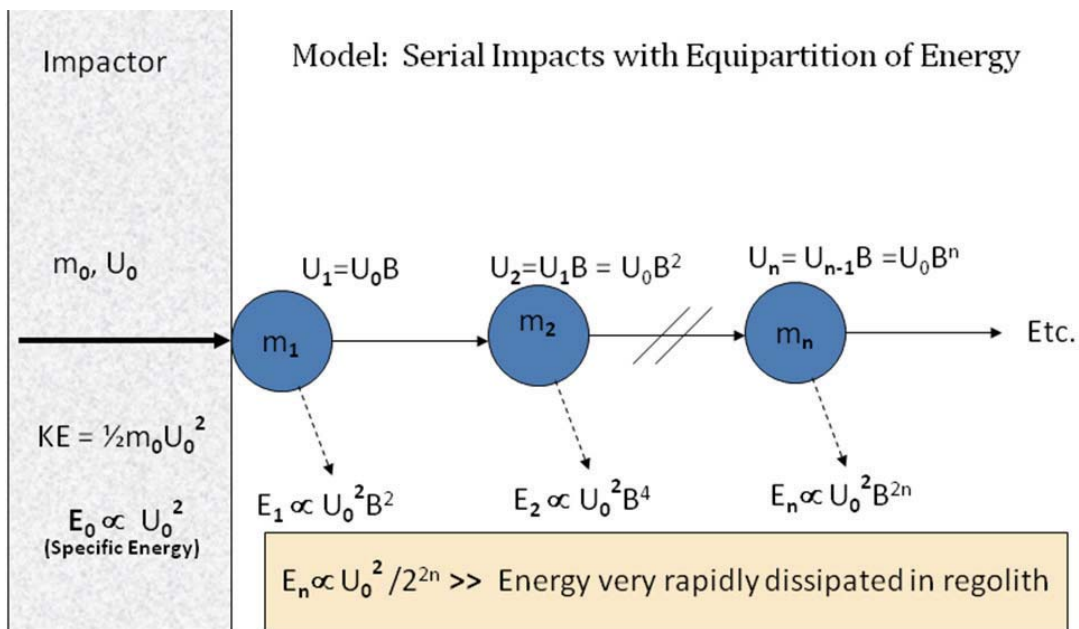 Impactor
Model: Serial Impacts with Equipartition of Energy
m₀, U₀
U₁=U₀B
U₂=U₁B = U₀B²
Uₙ= Uₙ₋₁B =U₀Bⁿ
m₁
m₂
mₙ
Etc.
KE = ½m₀U₀²
E₀ ∝ U₀²
(Specific Energy)
E₁ ∝ U₀²B²
E₂ ∝ U₀²B⁴
Eₙ∝ U₀²B²ⁿ
Eₙ∝ U₀²/2²ⁿ >> Energy very rapidly dissipated in regolith